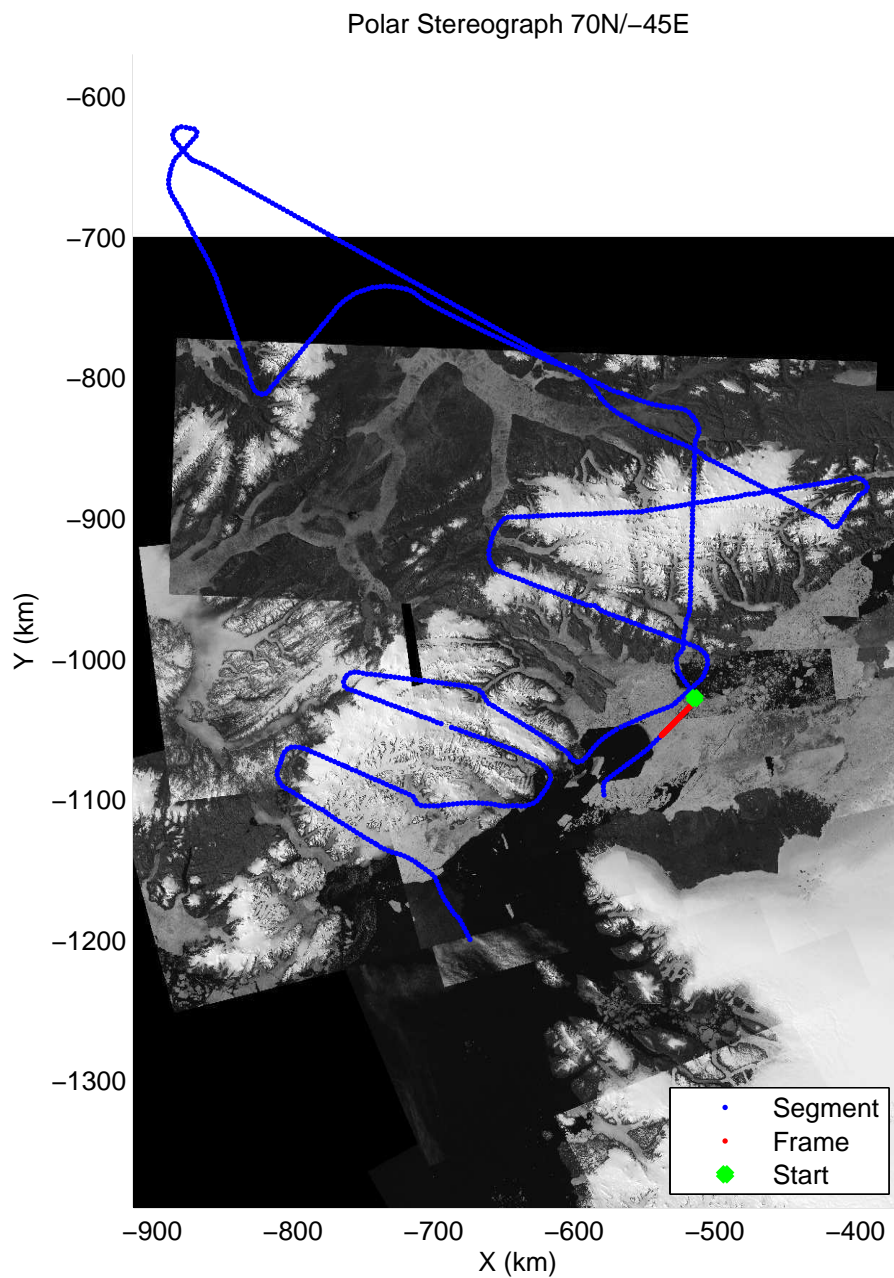 Polar Stereograph 70N/−45E
−600
−700
−800
−900
−1000
−1100
−1200
−1300
Y (km)
−900 −800 −700 −600 −500 −400
X (km)
Segment
Frame
Start